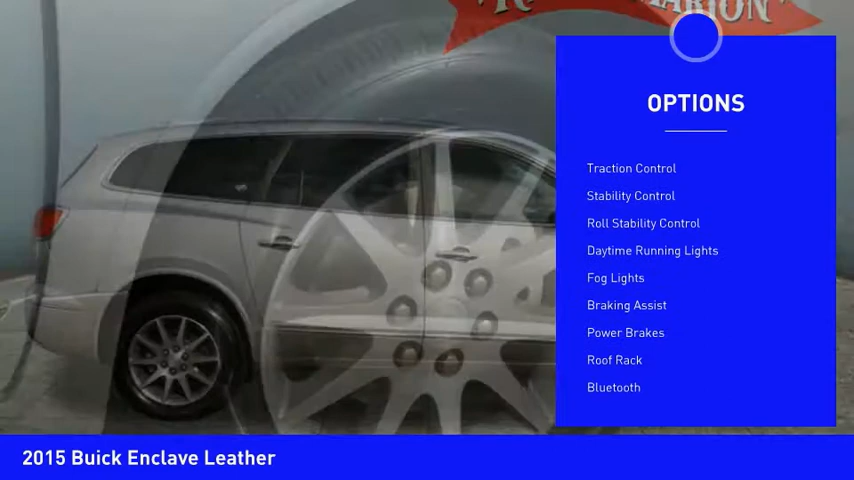 OPTIONS
Traction Control
Stability Control
Roll Stability Control
Daytime Running Lights
Fog Lights
Braking Assist
Power Brakes
Roof Rack
Bluetooth
2015 Buick Enclave Leather